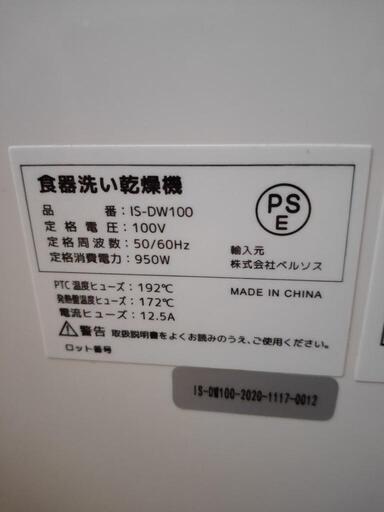 食器洗い乾燥機
品　　番：IS-DW100
定格電圧：100V
定格周波数：50/60Hz
定格消費電力：950W
PS
E
輸入元
株式会社ベルソス
PTC 温度ヒューズ：192℃
発熱盤温度ヒューズ：172℃
電流ヒューズ：12.5A
MADE IN CHINA
⚠警告 取扱説明書をよくお読みのうえ、ご使用ください。
ロット番号
IS-DW100-2020-1117-0012